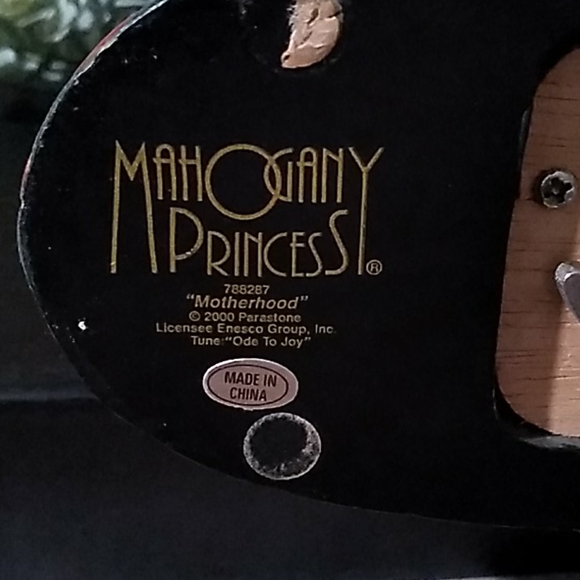 MAHOGANY
PRINCESS®
788287
"Motherhood"
© 2000 Parastone
Licensee Enesco Group, Inc.
Tune:"Ode To Joy"
MADE IN
CHINA